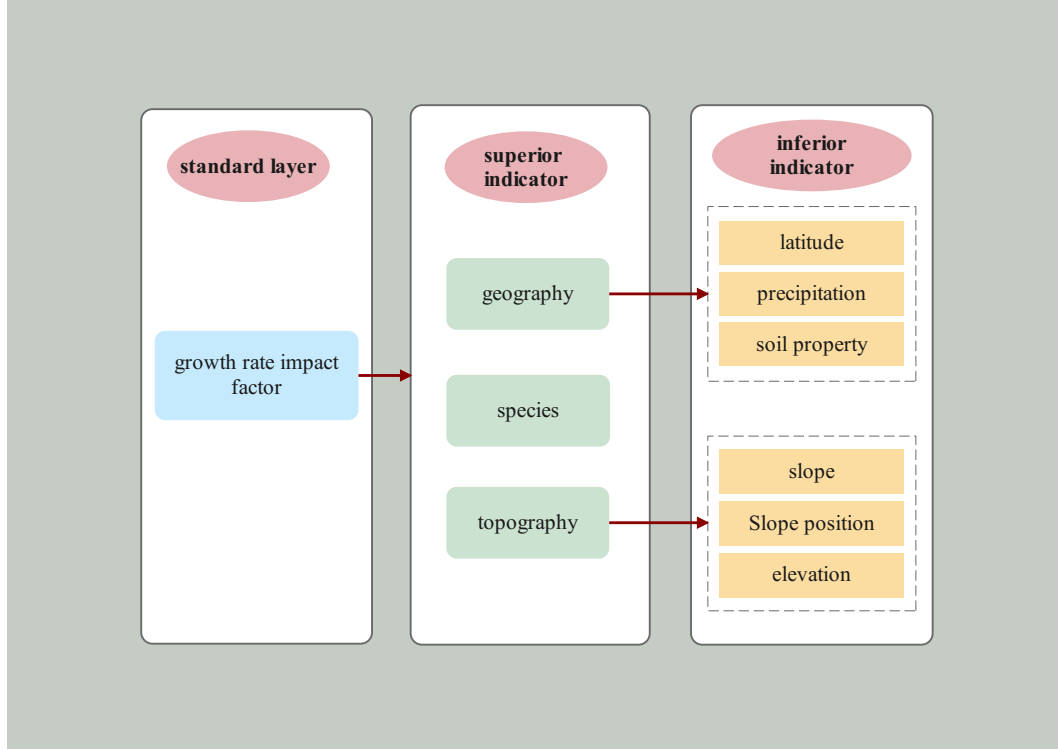 standard layer
growth rate impact
factor
superior
indicator
geography
species
topography
inferior
indicator
latitude
precipitation
soil property
slope
Slope position
elevation